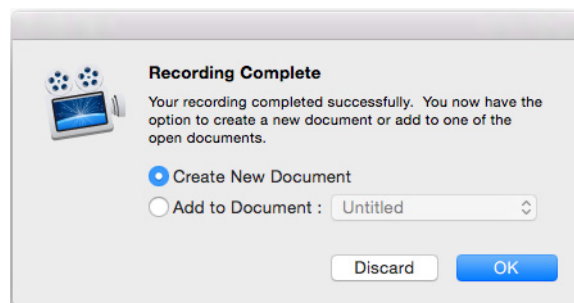 Recording Complete
Your recording completed successfully.  You now have the
option to create a new document or add to one of the
open documents.
Create New Document
Add to Document :  Untitled
Discard  OK